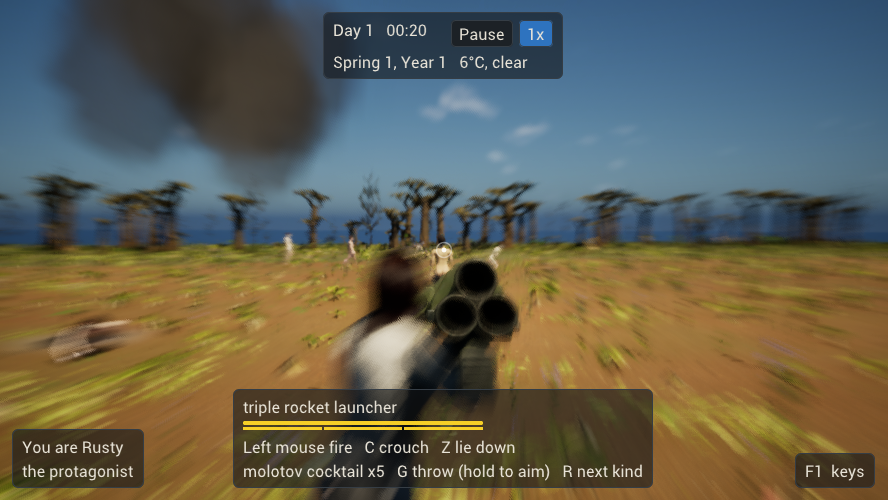 Day 1 00:20 Pause 1x
Spring 1, Year 1 6°C, clear
triple rocket launcher
Left mouse fire C crouch Z lie down
molotov cocktail x5 G throw (hold to aim) R next kind
You are Rusty
the protagonist
F1 keys